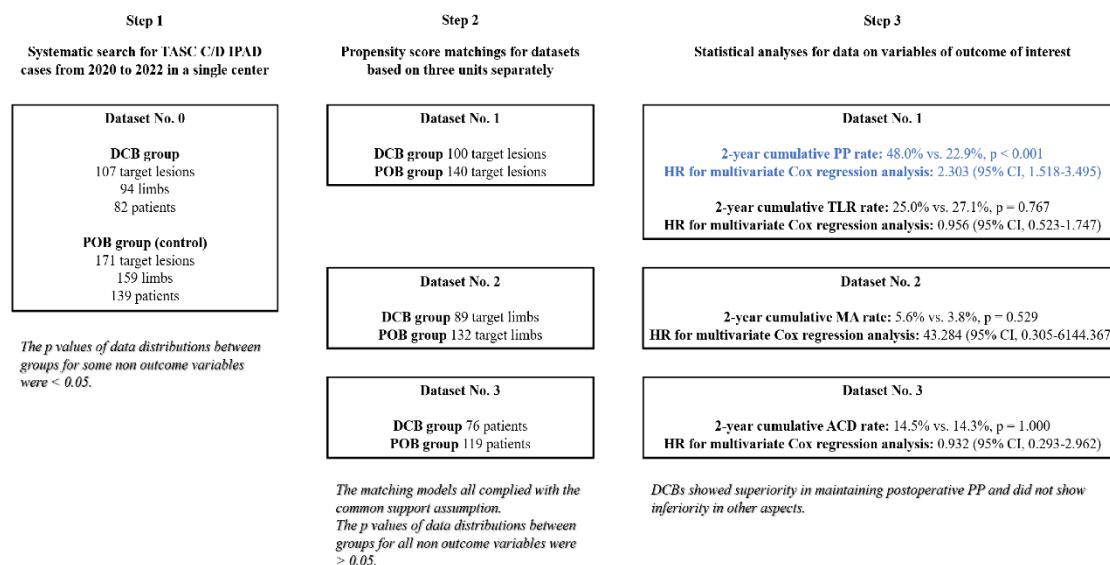 Step 1
Systematic search for TASC C/D IPAD
cases from 2020 to 2022 in a single center
Dataset No. 0
DCB group
107 target lesions
94 limbs
82 patients
POB group (control)
171 target lesions
159 limbs
139 patients
The p values of data distributions between
groups for some non outcome variables
were < 0.05.
Step 2
Propensity score matchings for datasets
based on three units separately
Dataset No. 1
DCB group 100 target lesions
POB group 140 target lesions
Dataset No. 2
DCB group 89 target limbs
POB group 132 target limbs
Dataset No. 3
DCB group 76 patients
POB group 119 patients
The matching models all complied with the
common support assumption.
The p values of data distributions between
groups for all non outcome variables were
> 0.05.
Step 3
Statistical analyses for data on variables of outcome of interest
Dataset No. 1
2-year cumulative PP rate: 48.0% vs. 22.9%, p < 0.001
HR for multivariate Cox regression analysis: 2.303 (95% CI, 1.518-3.495)
2-year cumulative TLR rate: 25.0% vs. 27.1%, p = 0.767
HR for multivariate Cox regression analysis: 0.956 (95% CI, 0.523-1.747)
Dataset No. 2
2-year cumulative MA rate: 5.6% vs. 3.8%, p = 0.529
HR for multivariate Cox regression analysis: 43.284 (95% CI, 0.305-6144.367
Dataset No. 3
2-year cumulative ACD rate: 14.5% vs. 14.3%, p = 1.000
HR for multivariate Cox regression analysis: 0.932 (95% CI, 0.293-2.962)
DCBs showed superiority in maintaining postoperative PP and did not show
inferiority in other aspects.